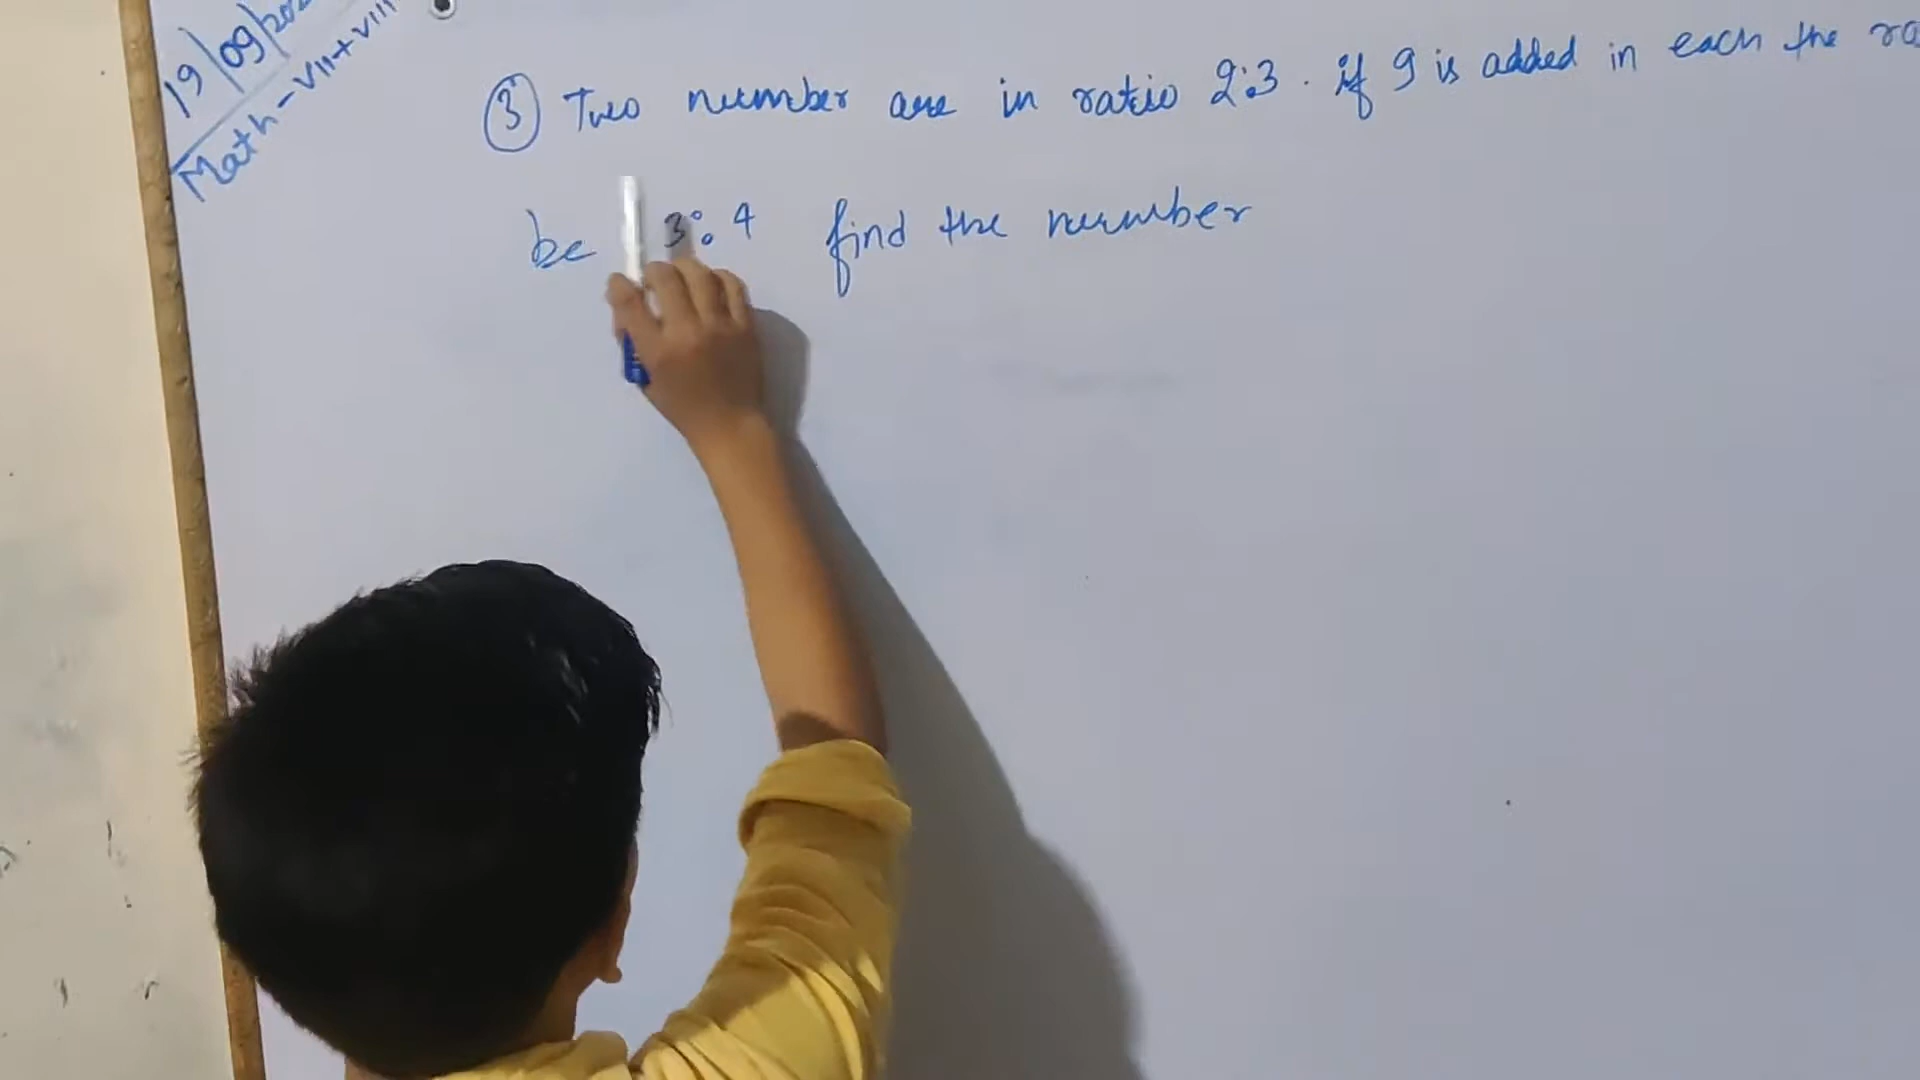 19/09/202
Math - VII + VIII
③ Two number are in ratio 2:3. if 9 is added in each the
be 3:4 find the number